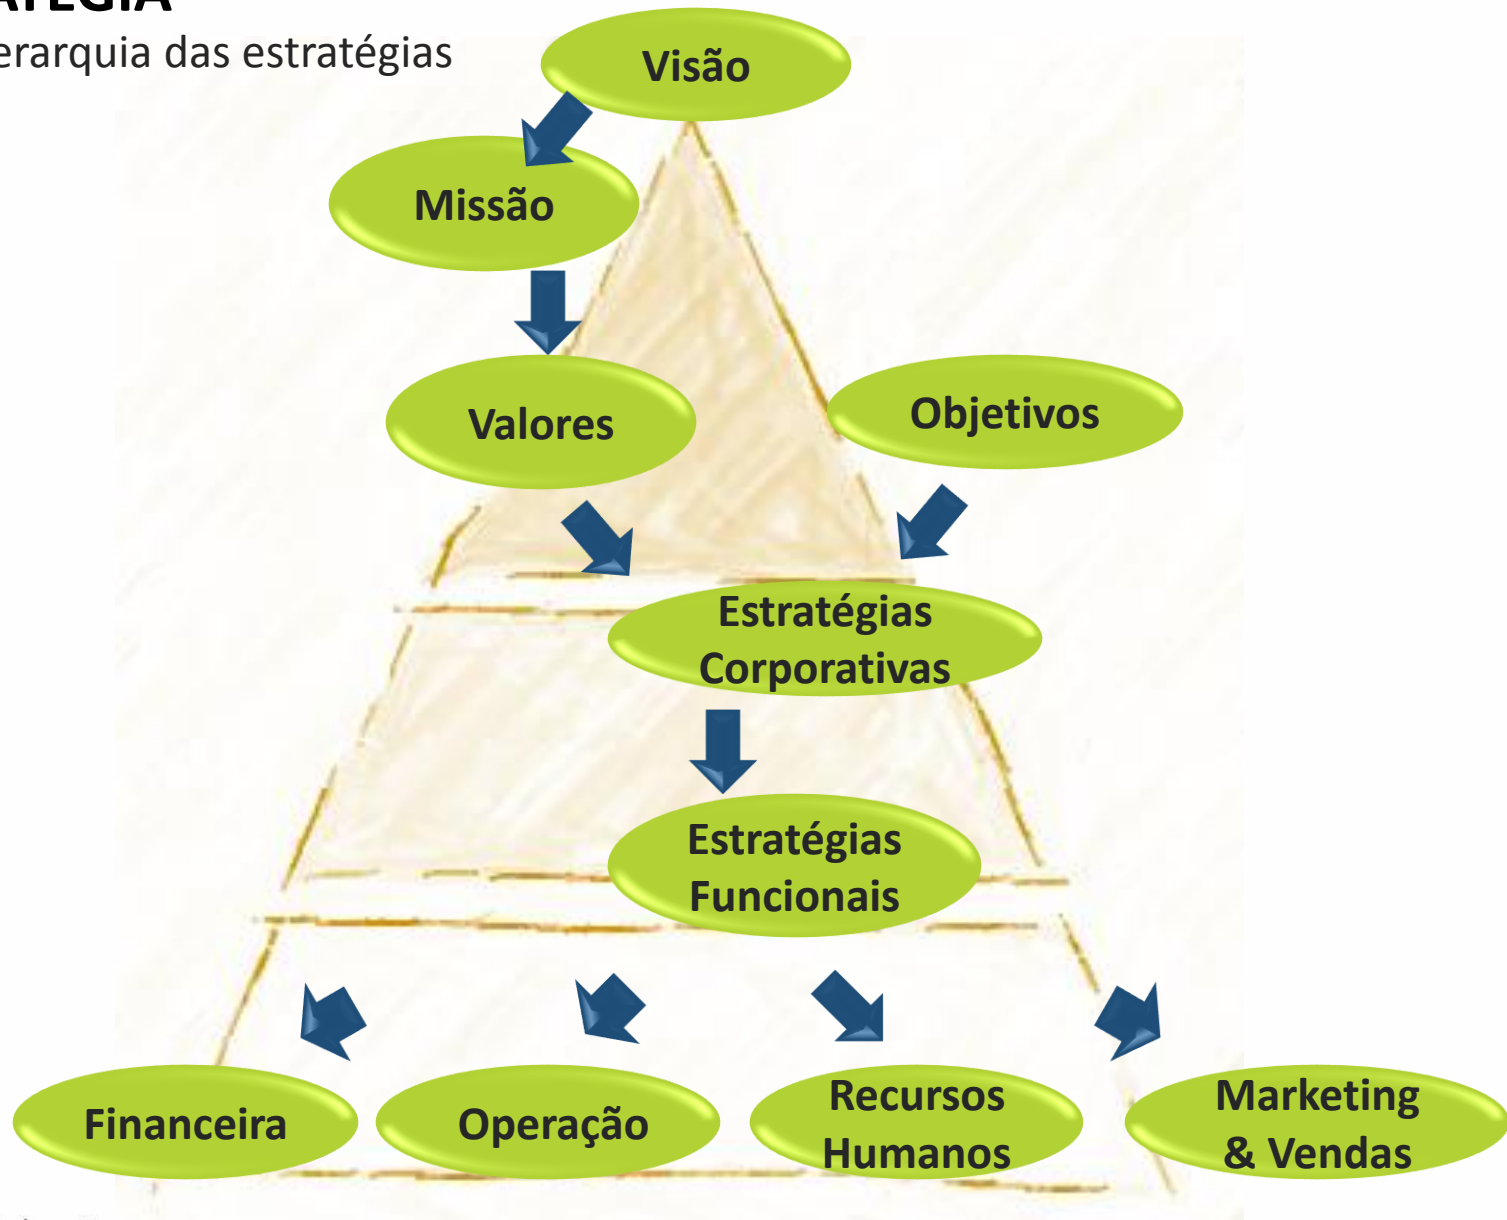 erarquia das estratégias
Visão
Missão
Valores
Objetivos
Estratégias
Corporativas
Estratégias
Funcionais
Financeira
Operação
Recursos
Humanos
Marketing
& Vendas